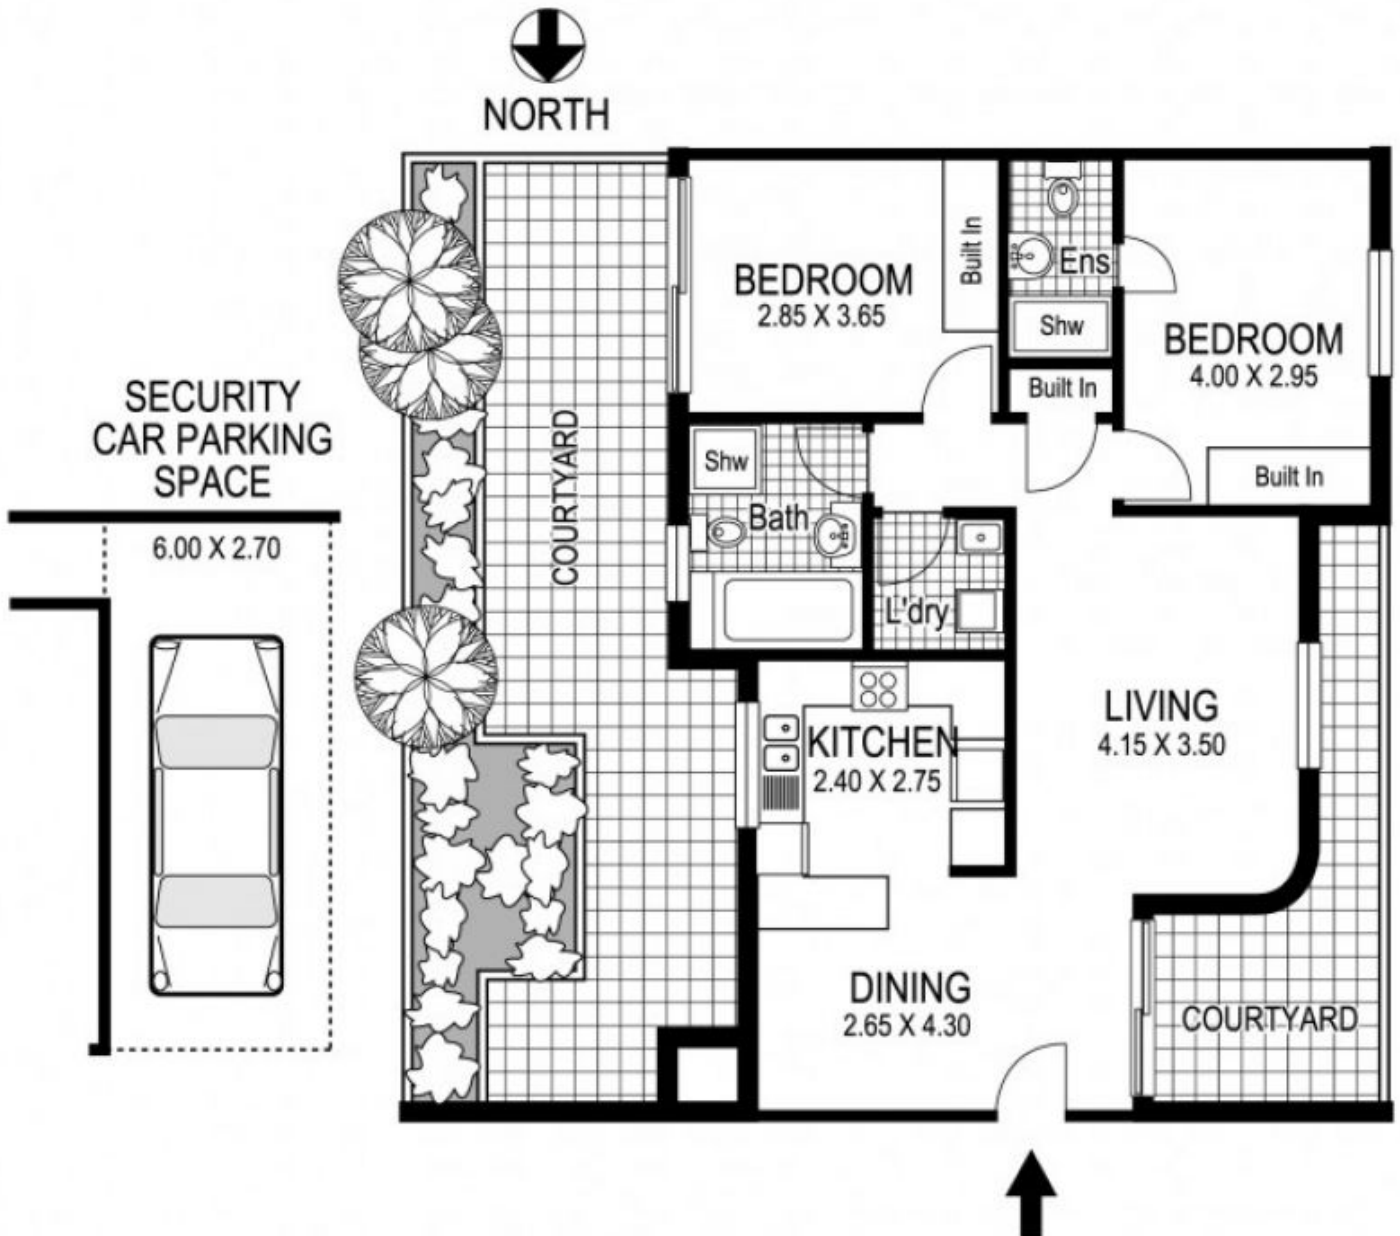 NORTH
BEDROOM
2.85 X 3.65
Built In
Ens
Shw
BEDROOM
4.00 X 2.95
Built In
Built In
SECURITY
CAR PARKING
SPACE
6.00 X 2.70
COURTYARD
Shw
Bath
L'dry
KITCHEN
2.40 X 2.75
LIVING
4.15 X 3.50
DINING
2.65 X 4.30
COURTYARD